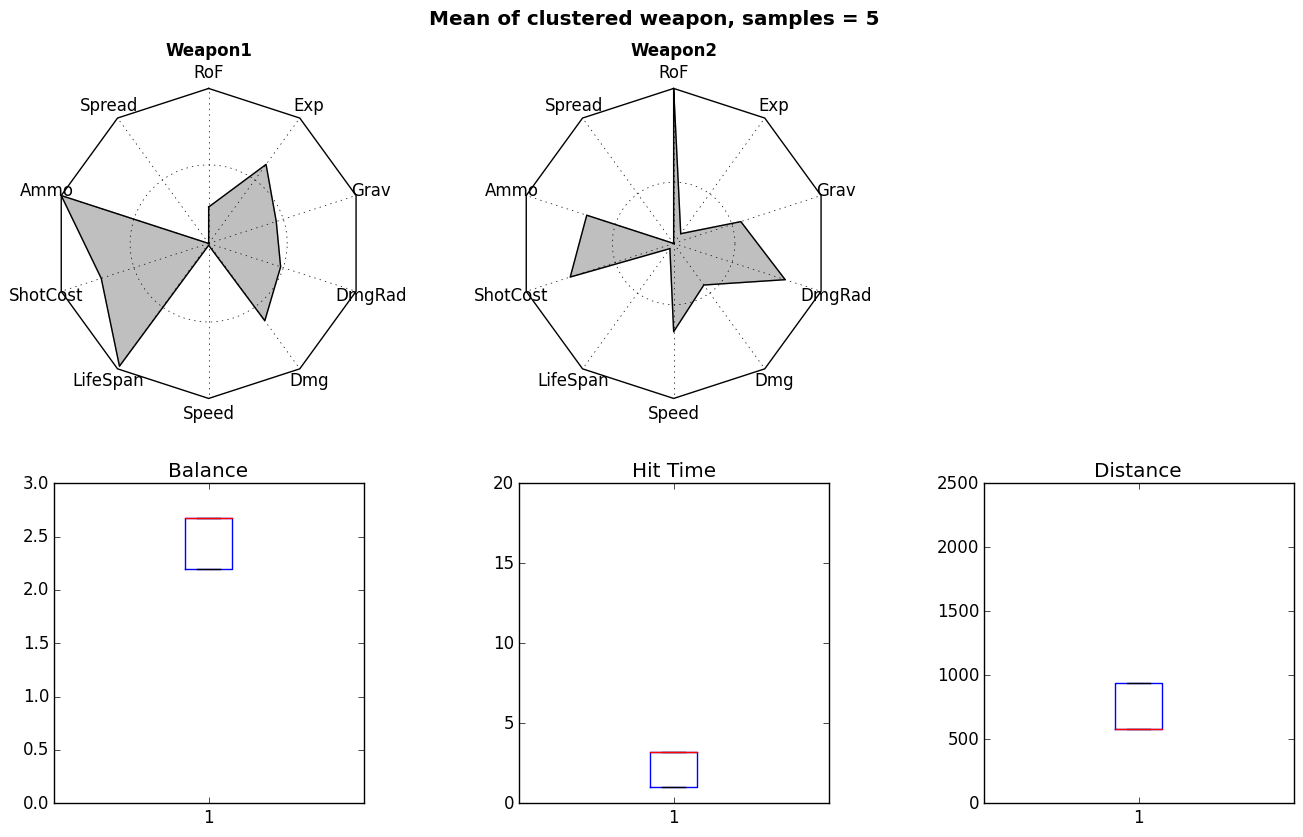 Mean of clustered weapon, samples = 5
Weapon1
RoF
Spread
Exp
Ammo
Grav
ShotCost
DmgRad
LifeSpan
Dmg
Speed
Weapon2
RoF
Spread
Exp
Ammo
Grav
ShotCost
DmgRad
LifeSpan
Dmg
Speed
Balance
3.0
2.5
2.0
1.5
1.0
0.5
0.0
1
Hit Time
20
15
10
5
0
1
Distance
2500
2000
1500
1000
500
0
1